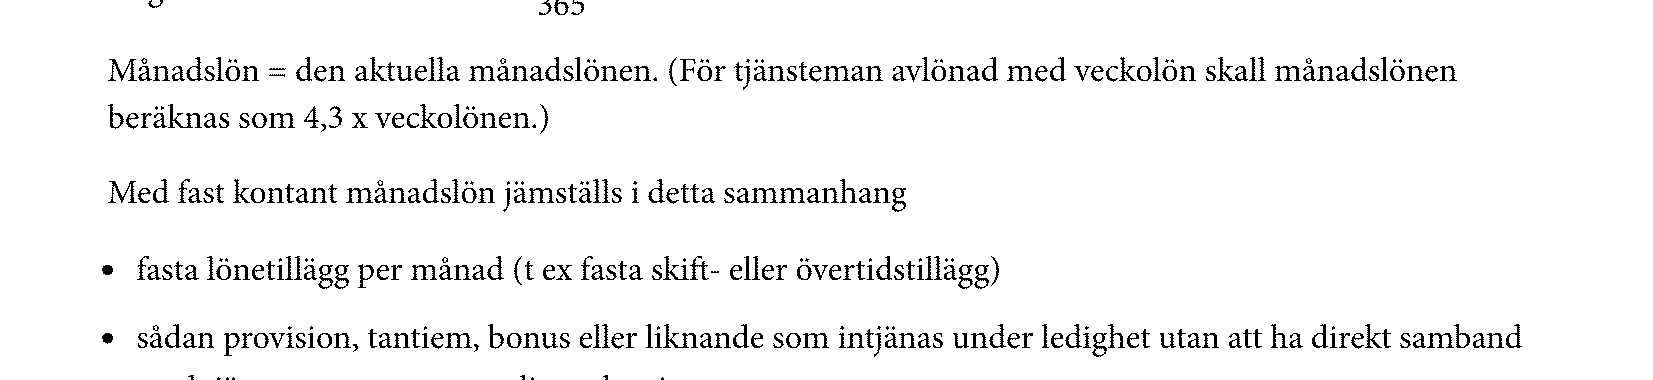 365
Månadslön = den aktuella månadslönen. (För tjänsteman avlönad med veckolön skall månadslönen
beräknas som 4,3 x veckolönen.)
Med fast kontant månadslön jämställs i detta sammanhang
• fasta lönetillägg per månad (t ex fasta skift- eller övertidstillägg)
• sådan provision, tantiem, bonus eller liknande som intjänas under ledighet utan att ha direkt samband